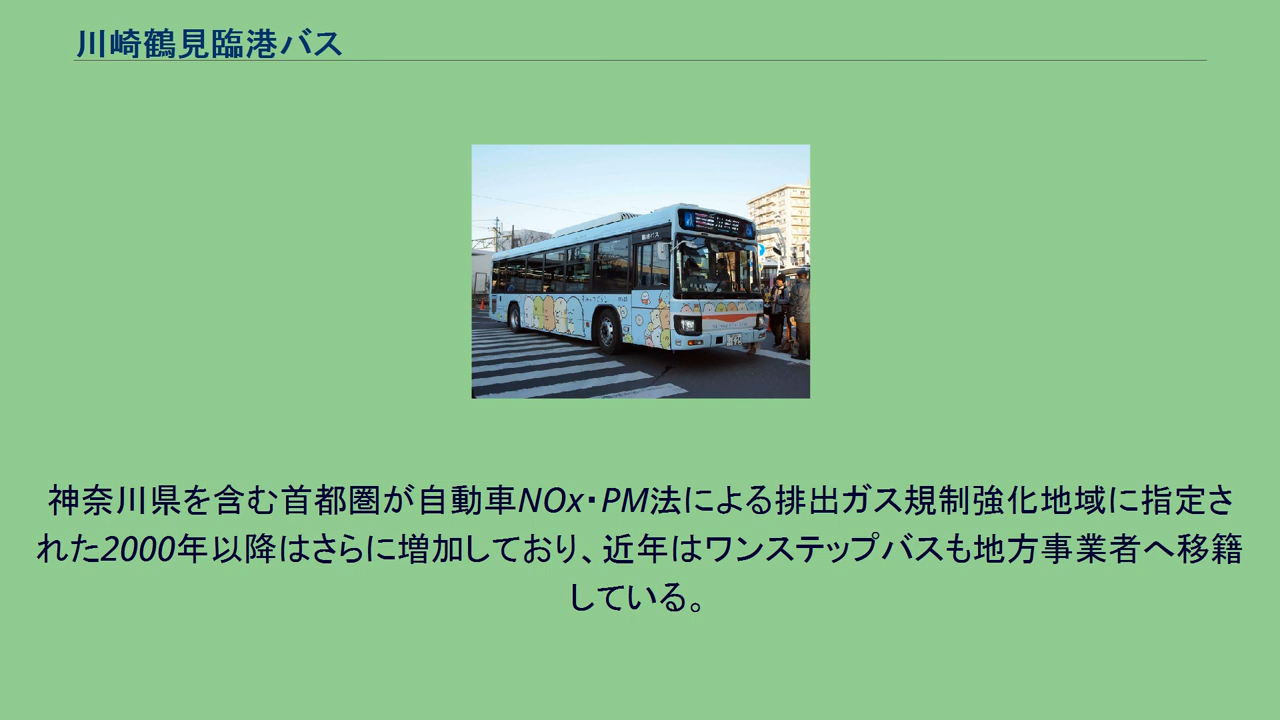 川崎鶴見臨港バス
臨港バス
神奈川県を含む首都圏が自動車NOx・PM法による排出ガス規制強化地域に指定さ
れた2000年以降はさらに増加しており、近年はワンステップバスも地方事業者へ移籍
している。